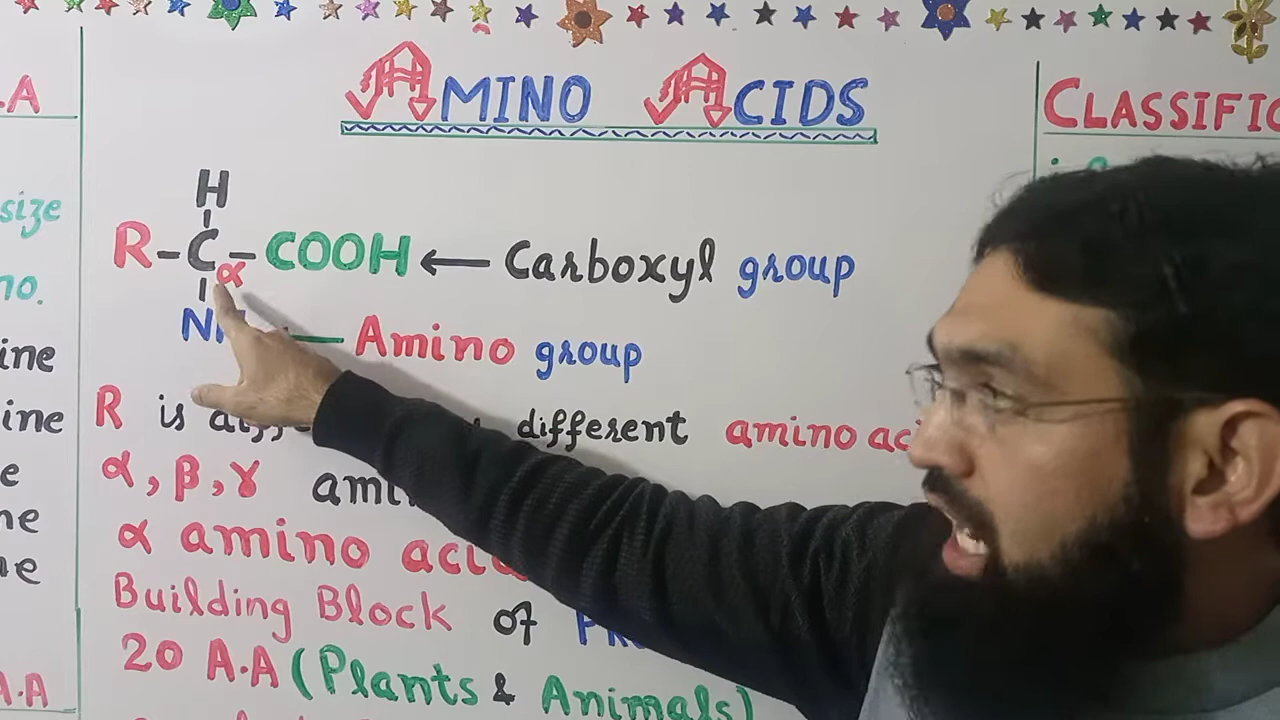 AMINO ACIDS
H
R-C-COOH ← Carboxyl group
α
Amino group
R is different amino
α, β, γ
α amino
Building Block of
20 A.A (Plants & Animals)
.A
size
no.
ine
ine
e
ne
ne
A.A